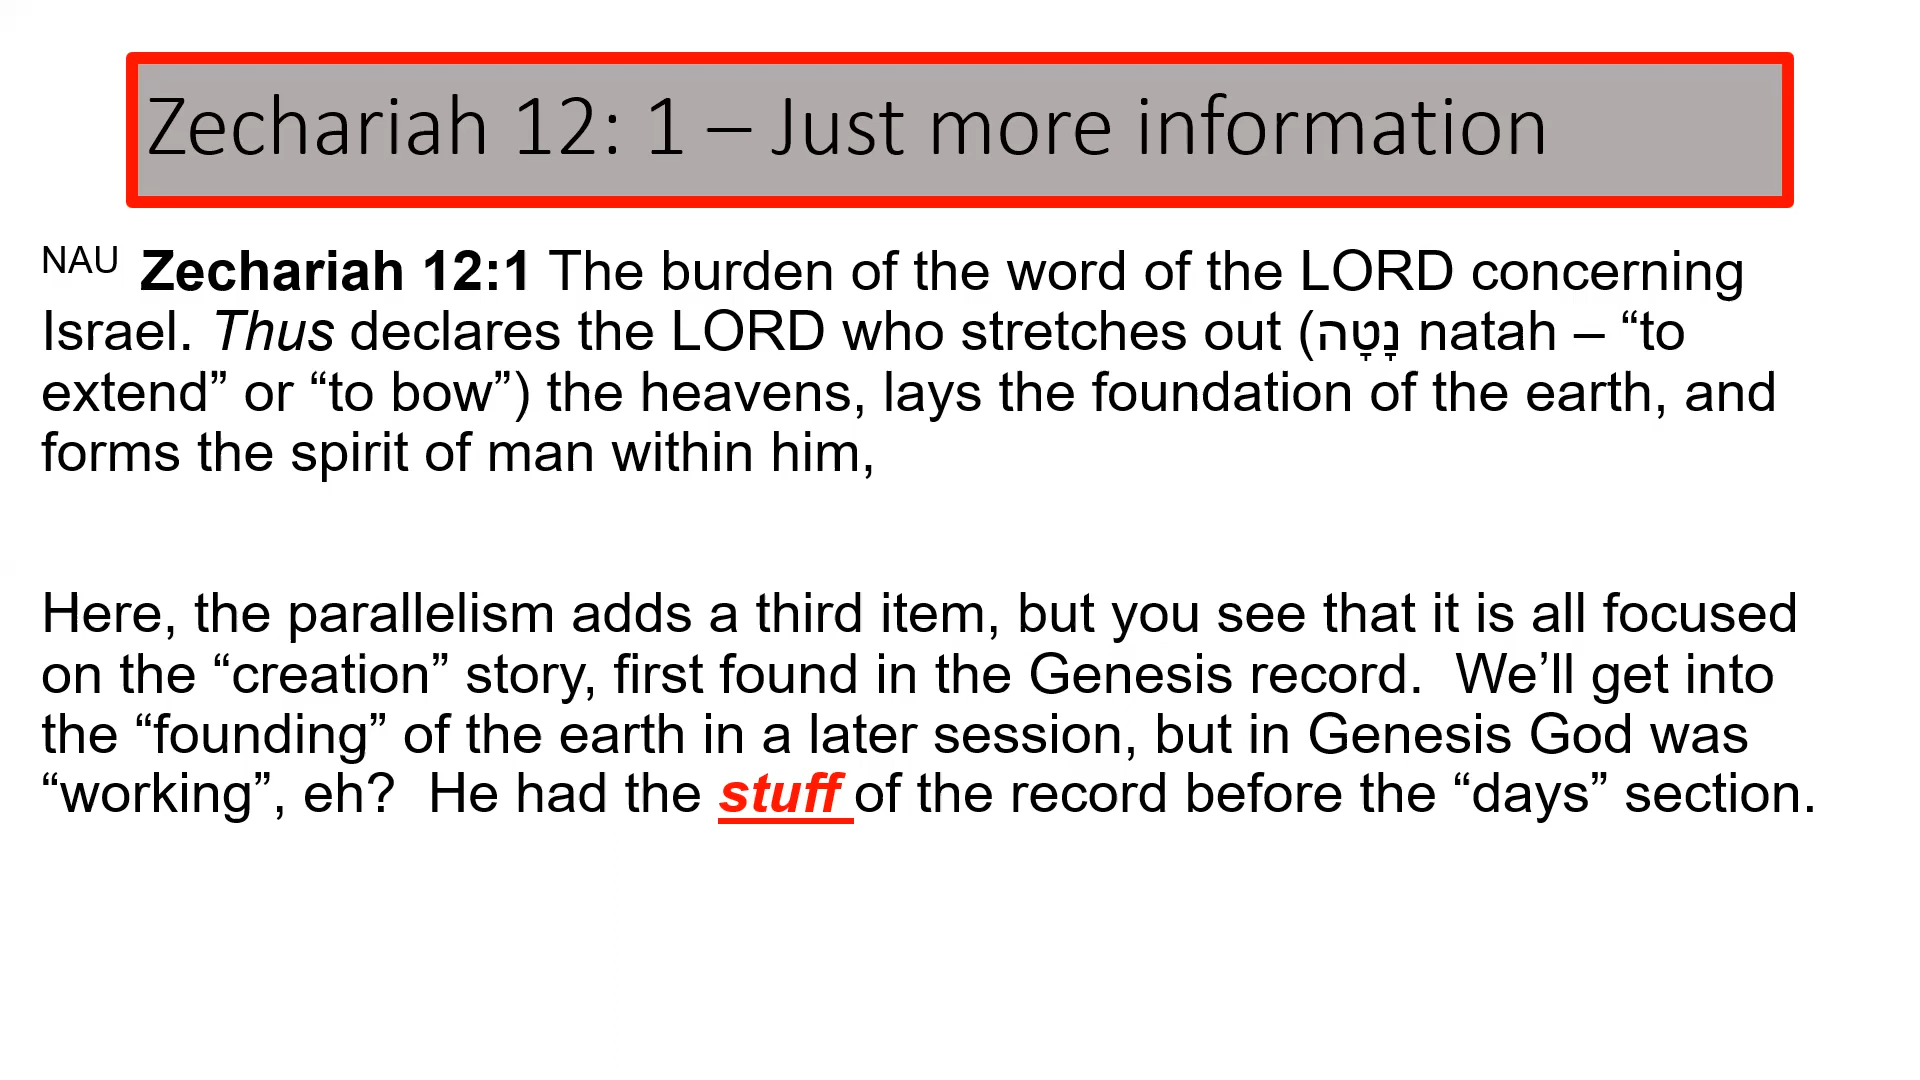 Zechariah 12: 1 – Just more information
NAU Zechariah 12:1 The burden of the word of the LORD concerning
Israel. Thus declares the LORD who stretches out (נָטָה natah – “to
extend” or “to bow”) the heavens, lays the foundation of the earth, and
forms the spirit of man within him,
Here, the parallelism adds a third item, but you see that it is all focused
on the “creation” story, first found in the Genesis record.  We’ll get into
the “founding” of the earth in a later session, but in Genesis God was
“working”, eh?  He had the stuff of the record before the “days” section.